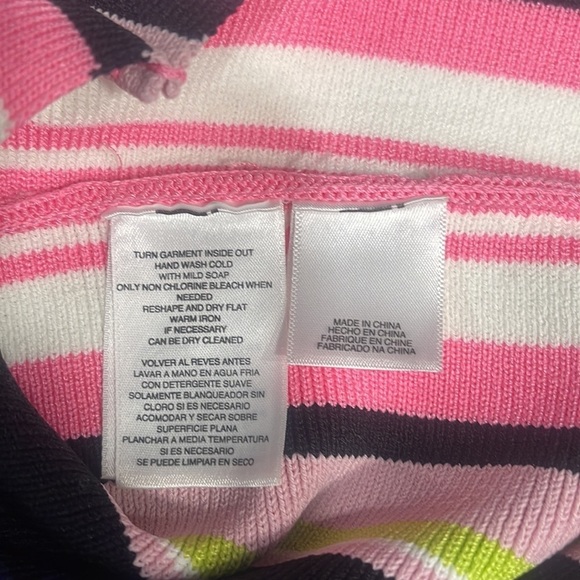 TURN GARMENT INSIDE OUT
HAND WASH COLD
WITH MILD SOAP
ONLY NON CHLORINE BLEACH WHEN
NEEDED
RESHAPE AND DRY FLAT
WARM IRON
IF NECESSARY
CAN BE DRY CLEANED
VOLVER AL REVES ANTES
LAVAR A MANO EN AGUA FRIA
CON DETERGENTE SUAVE
SOLAMENTE BLANQUEADOR SIN
CLORO SI ES NECESARIO
ACOMODAR Y SECAR SOBRE
SUPERFICIE PLANA
PLANCHAR A MEDIA TEMPERATURA
SI ES NECESARIO
SE PUEDE LIMPIAR EN SECO
MADE IN CHINA
HECHO EN CHINA
FABRIQUE EN CHINE
FABRICADO NA CHINA